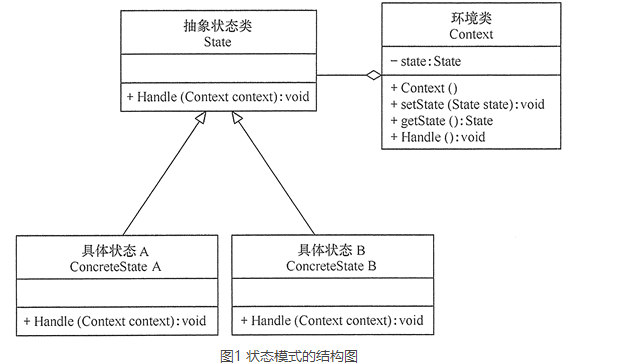 抽象状态类
State
+ Handle (Context context): void
环境类
Context
− state: State
+ Context ()
+ setState (State state): void
+ getState (): State
+ Handle (): void
具体状态 A
ConcreteState A
+ Handle (Context context): void
具体状态 B
ConcreteState B
+ Handle (Context context): void
图1 状态模式的结构图